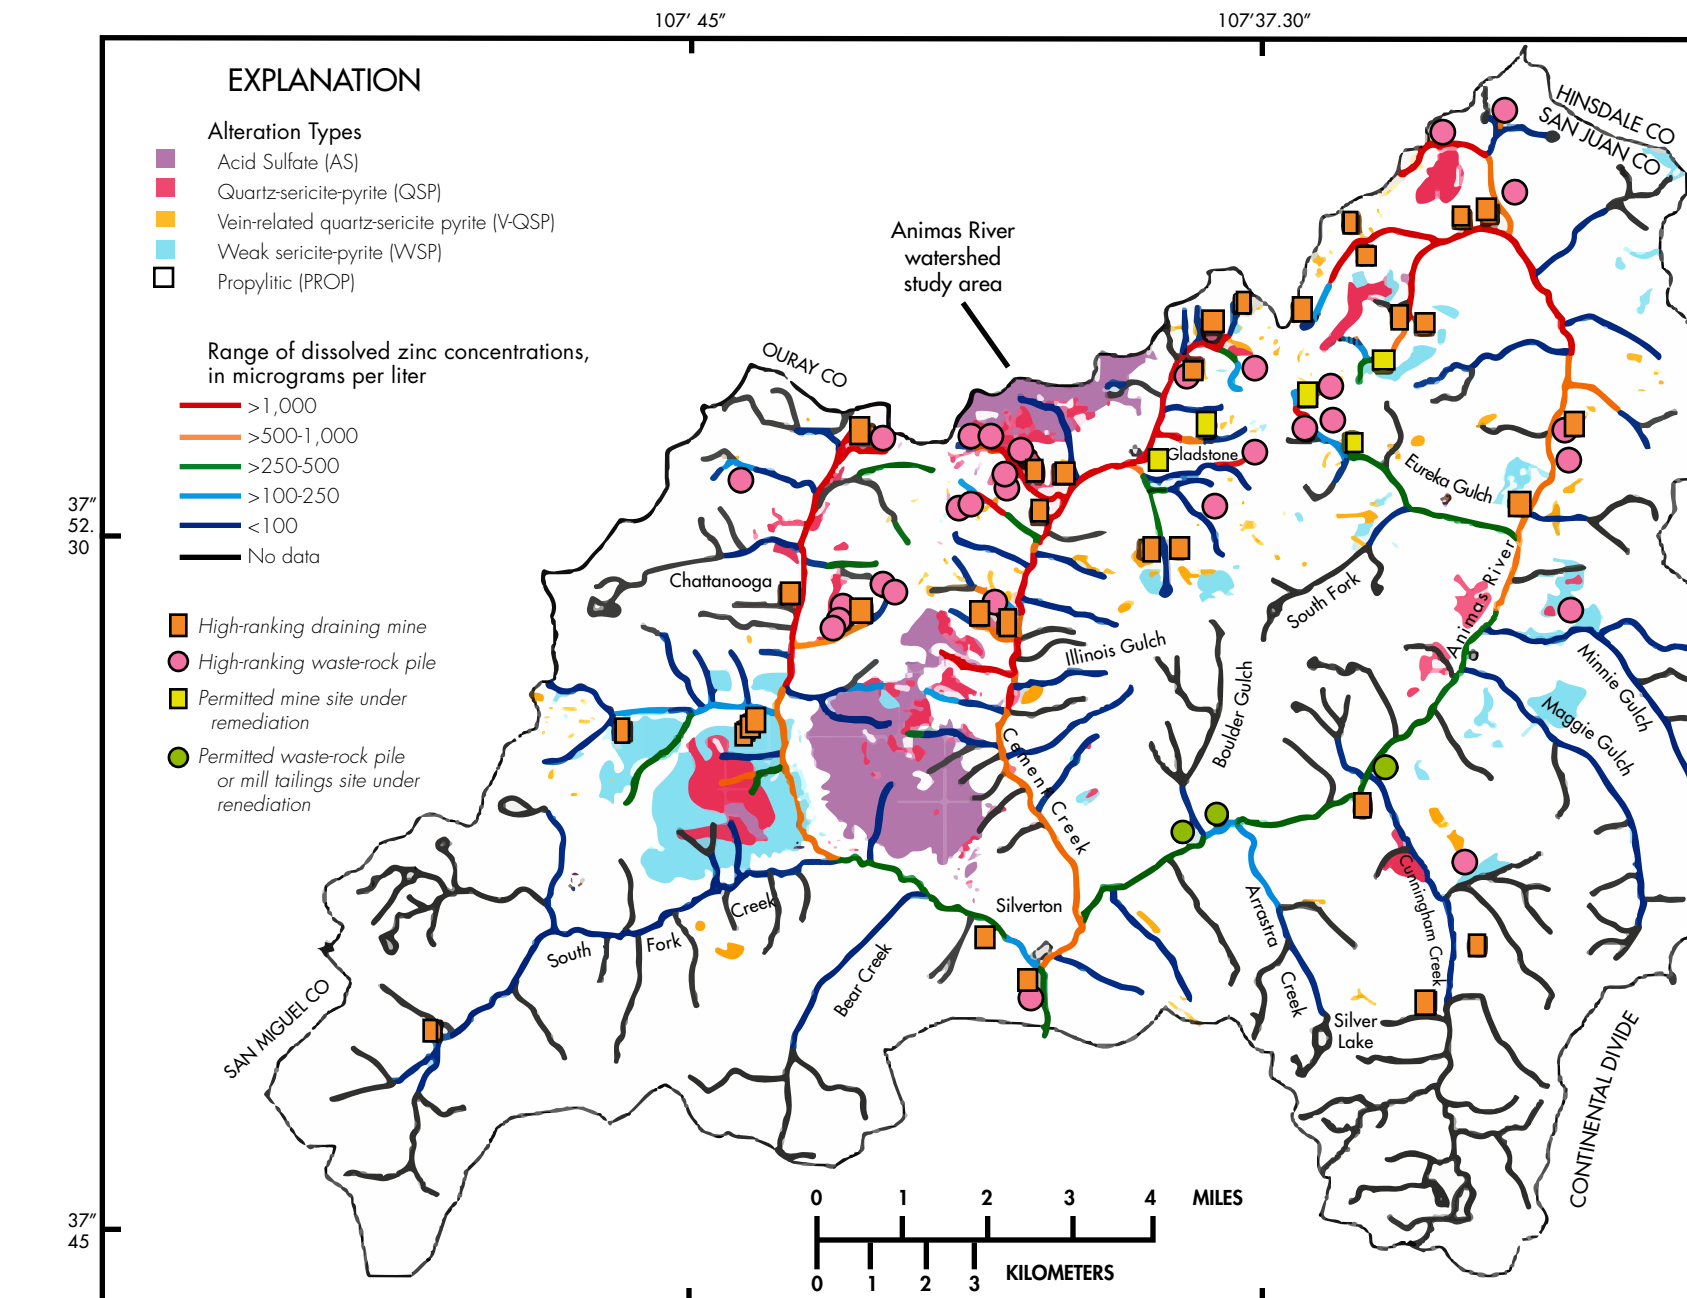 107′ 45″
107′37.30″
EXPLANATION
Alteration Types
Acid Sulfate (AS)
Quartz-sericite-pyrite (QSP)
Vein-related quartz-sericite pyrite (V-QSP)
Weak sericite-pyrite (WSP)
Propylitic (PROP)
Range of dissolved zinc concentrations,
in micrograms per liter
>1,000
>500-1,000
>250-500
>100-250
<100
No data
High-ranking draining mine
High-ranking waste-rock pile
Permitted mine site under
remediation
Permitted waste-rock pile
or mill tailings site under
renediation
37″
52.
30
37″
45
Animas River
watershed
study area
HINSDALE CO
SAN JUAN CO
OURAY CO
SAN MIGUEL CO
CONTINENTAL DIVIDE
Gladstone
Eureka Gulch
Chattanooga
South Fork
Animas River
Illinois Gulch
Boulder Gulch
Minnie Gulch
Maggie Gulch
Cement Creek
Silverton
Arrastra
Creek
Cunningham Creek
South
Fork
Creek
Bear Creek
Silver
Lake
0 1 2 3 4 MILES
0 1 2 3 KILOMETERS